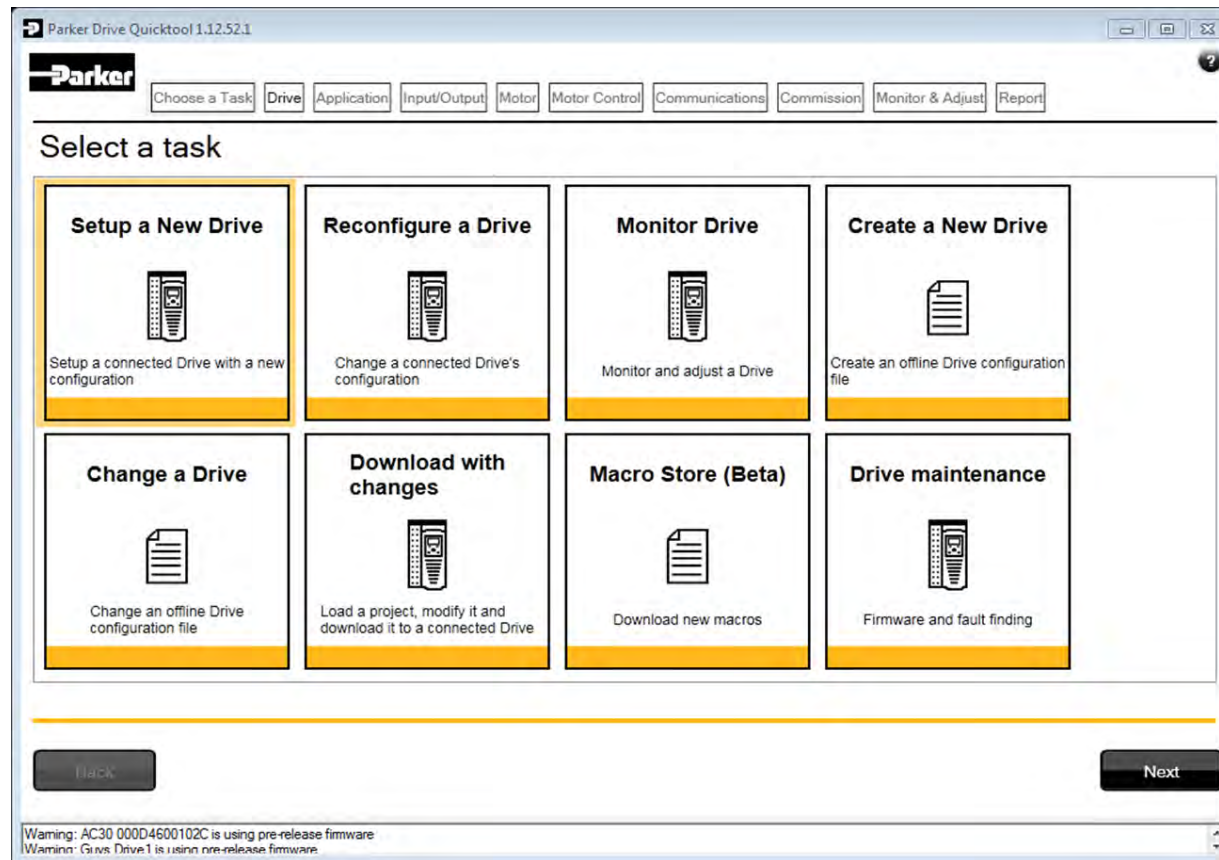 Parker Drive Quicktool 1.12.52.1
Parker
Choose a Task Drive Application Input/Output Motor Motor Control Communications Commission Monitor & Adjust Report
?
Select a task
Setup a New Drive
Setup a connected Drive with a new
configuration
Reconfigure a Drive
Change a connected Drive's
configuration
Monitor Drive
Monitor and adjust a Drive
Create a New Drive
Create an offline Drive configuration
file
Change a Drive
Change an offline Drive
configuration file
Download with
changes
Load a project, modify it and
download it to a connected Drive
Macro Store (Beta)
Download new macros
Drive maintenance
Firmware and fault finding
Back
Next
Warning: AC30 000D4600102C is using pre-release firmware
Warning: Guys Drive1 is using pre-release firmware